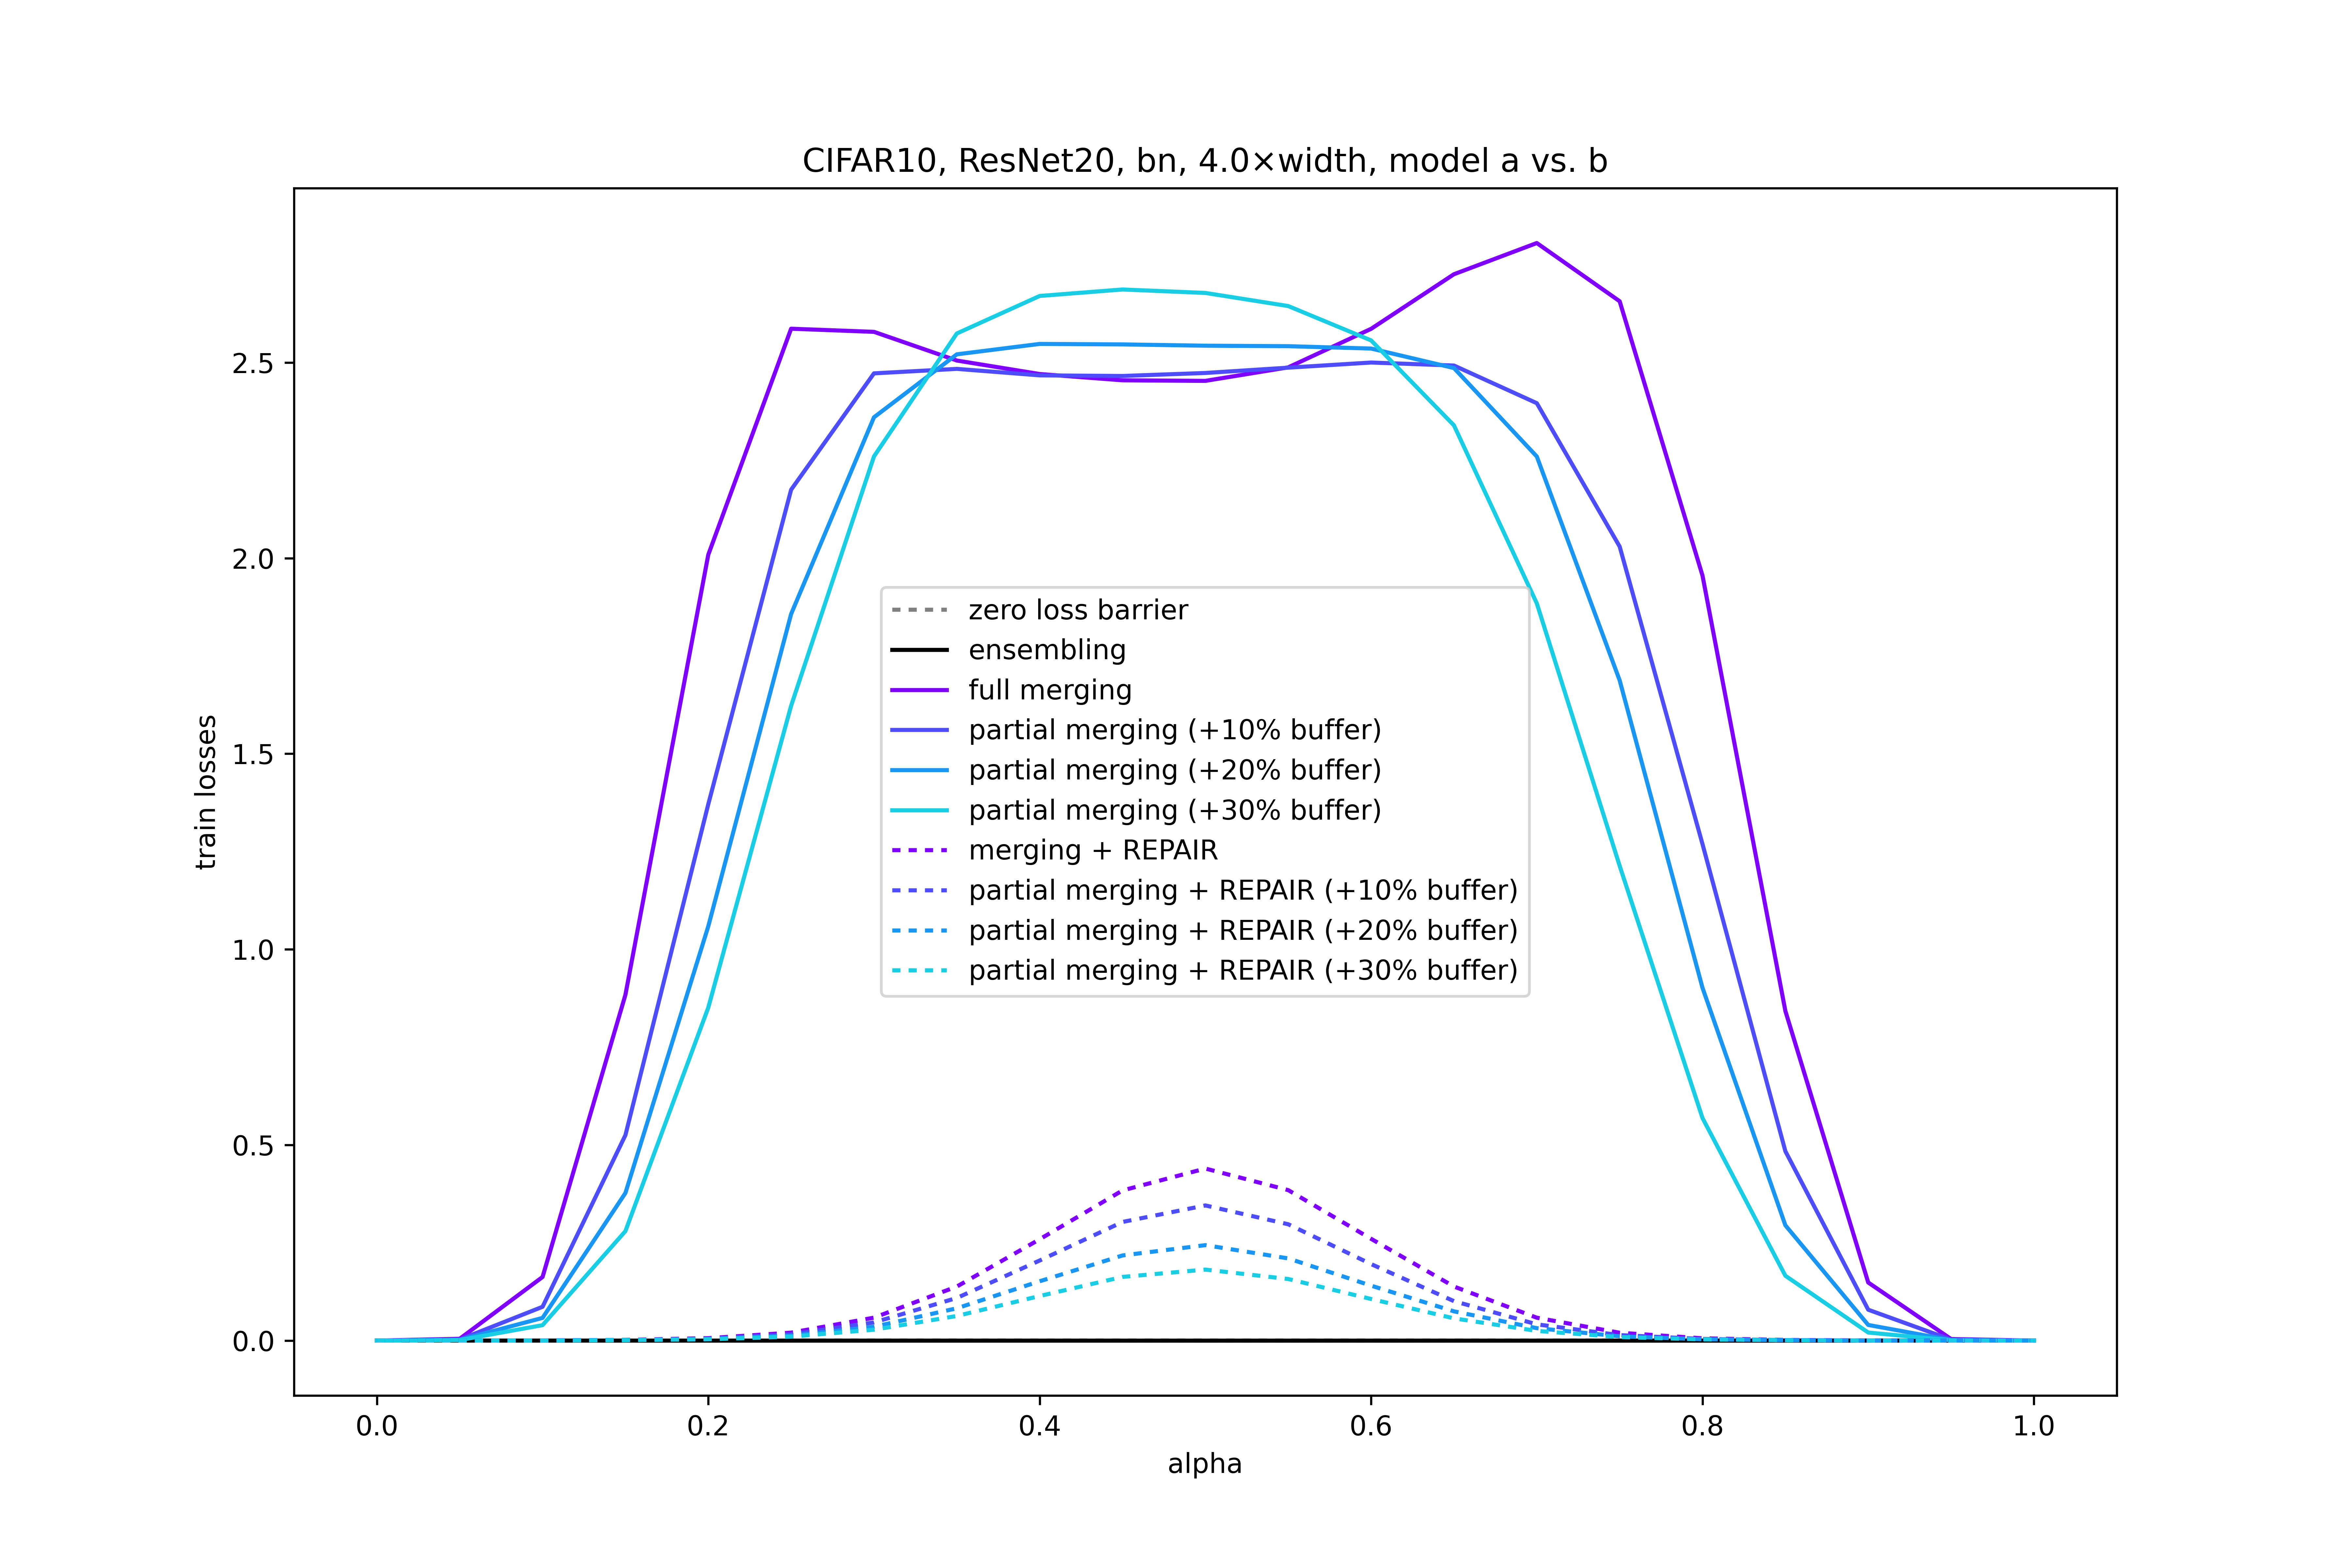 CIFAR10, ResNet20, bn, 4.0×width, model a vs. b
train losses
2.5
2.0
1.5
1.0
0.5
0.0
zero loss barrier
ensembling
full merging
partial merging (+10% buffer)
partial merging (+20% buffer)
partial merging (+30% buffer)
merging + REPAIR
partial merging + REPAIR (+10% buffer)
partial merging + REPAIR (+20% buffer)
partial merging + REPAIR (+30% buffer)
0.0 0.2 0.4 0.6 0.8 1.0
alpha